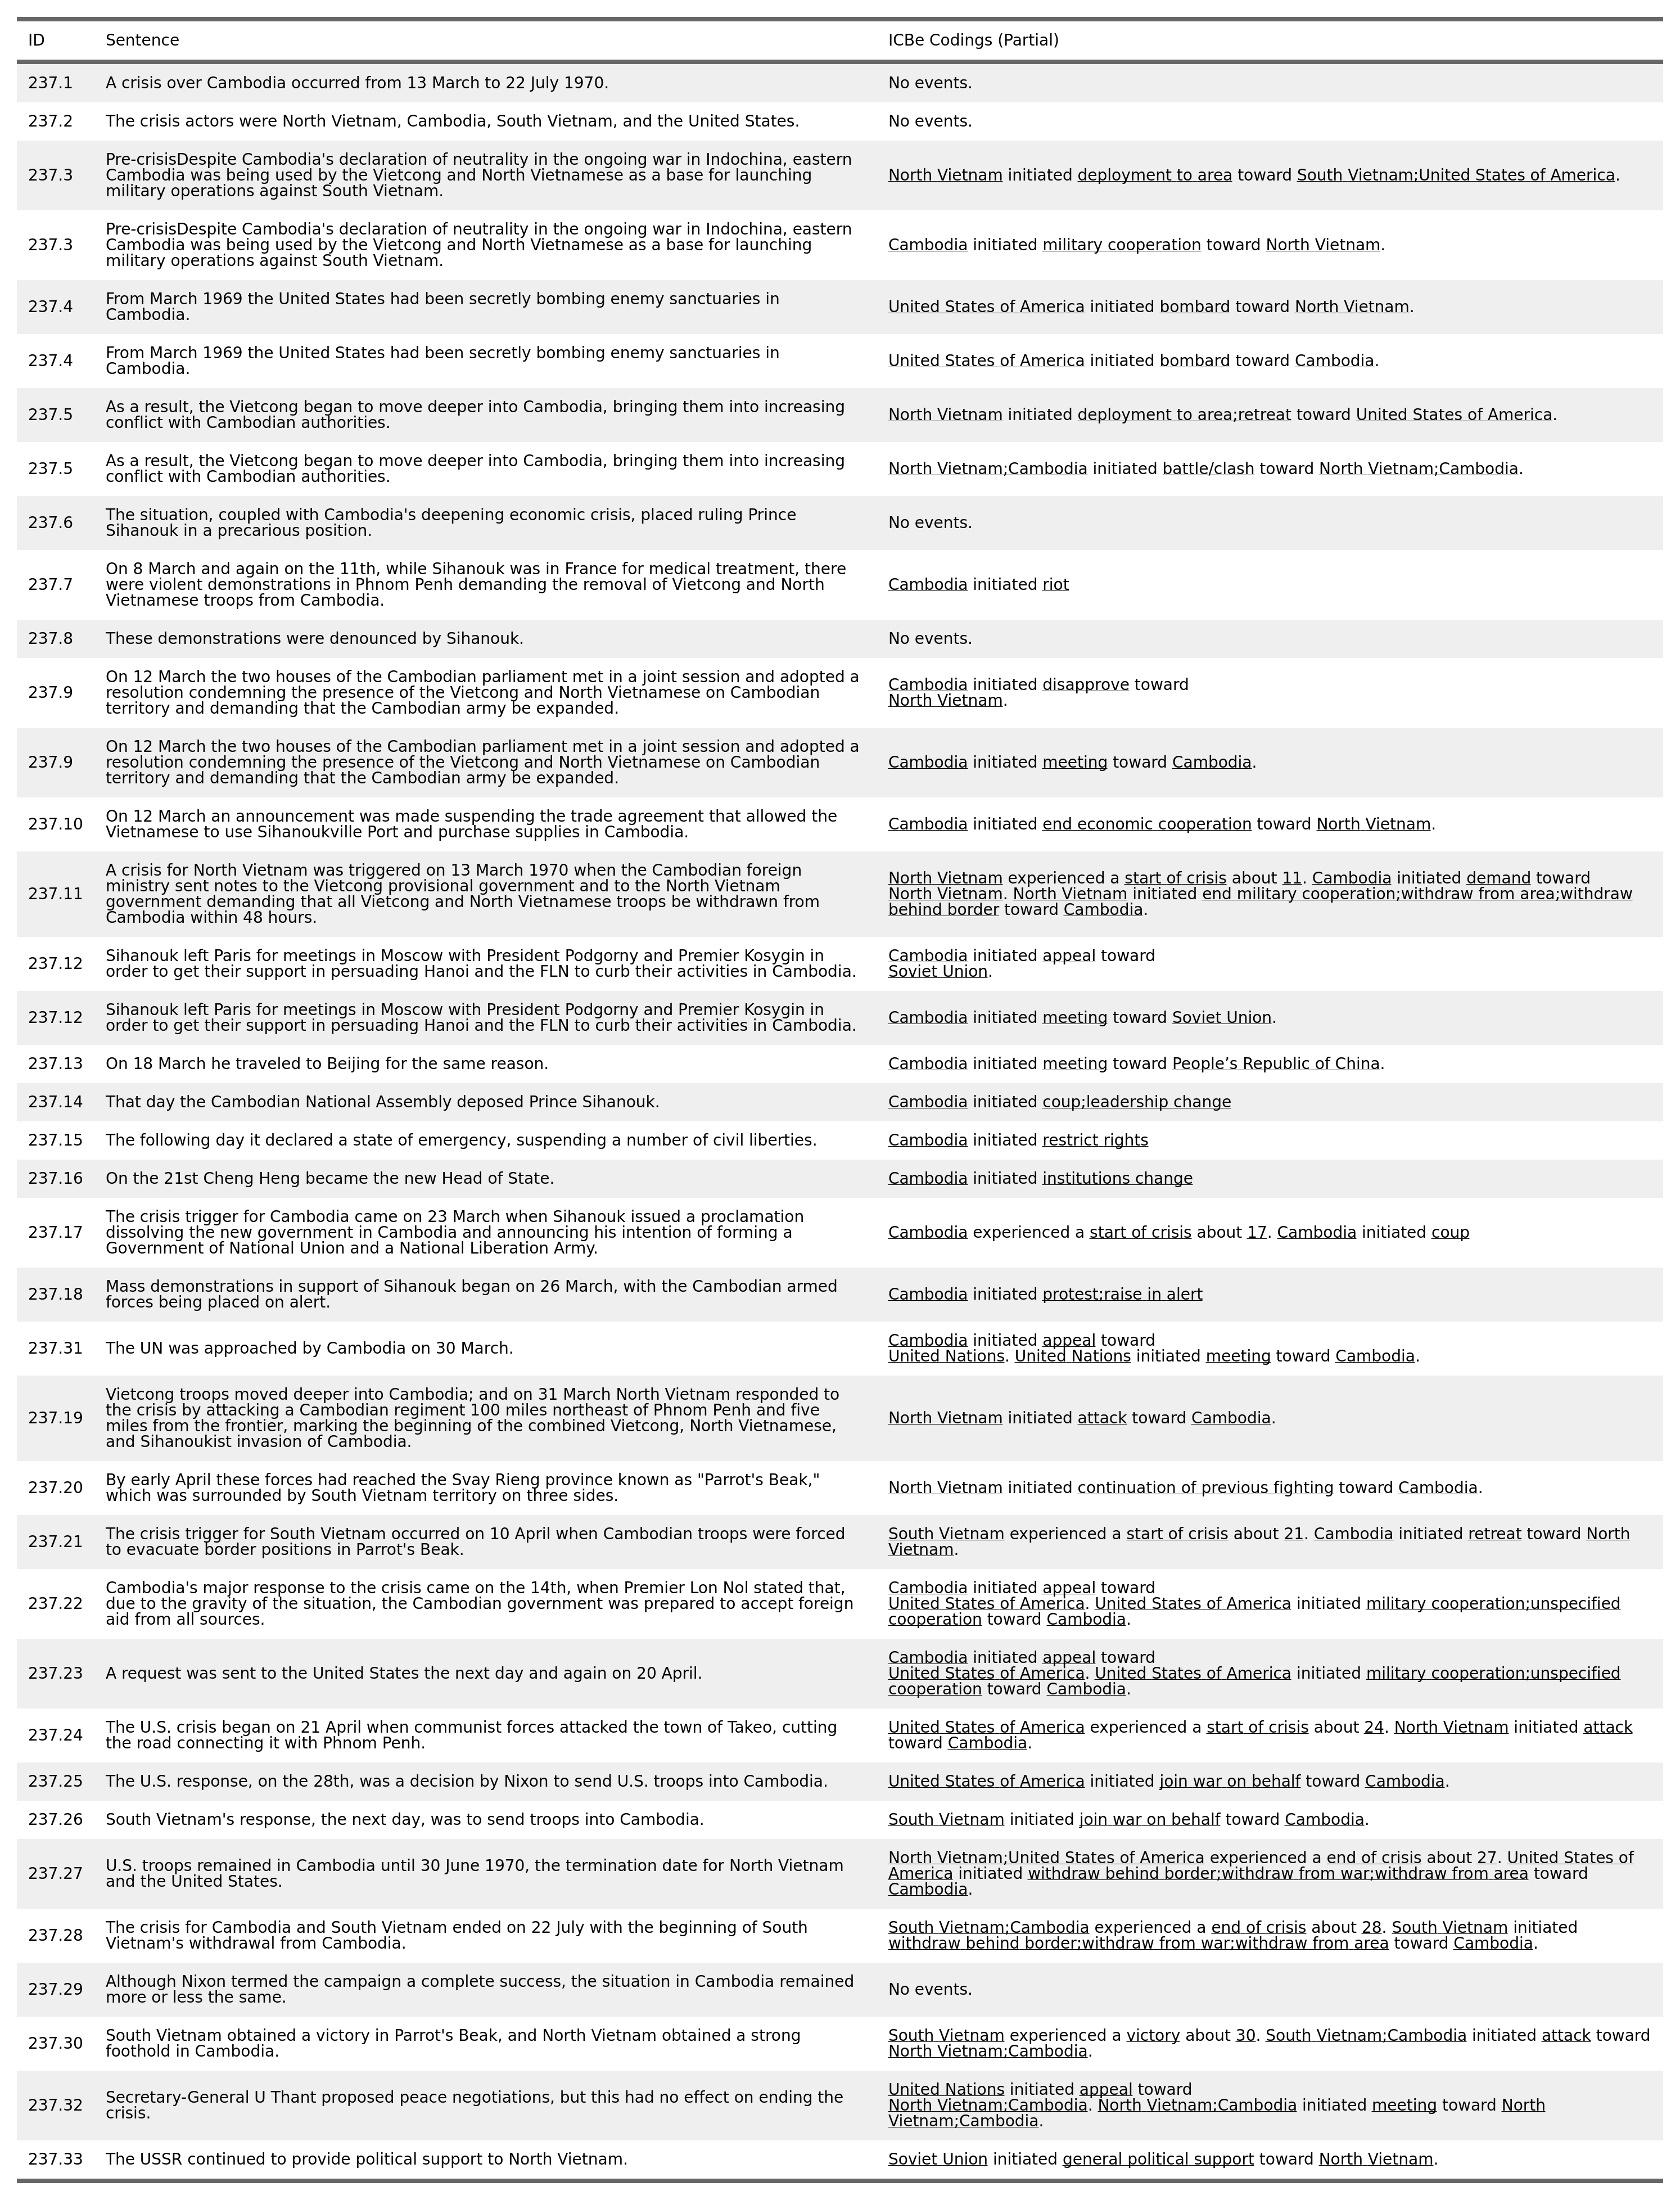 ID Sentence ICBe Codings (Partial)
237.1 A crisis over Cambodia occurred from 13 March to 22 July 1970. No events.
237.2 The crisis actors were North Vietnam, Cambodia, South Vietnam, and the United States. No events.
Pre-crisisDespite Cambodia's declaration of neutrality in the ongoing war in Indochina, eastern
237.3 Cambodia was being used by the Vietcong and North Vietnamese as a base for launching North Vietnam initiated deployment to area toward South Vietnam;United States of America.
military operations against South Vietnam.
Pre-crisisDespite Cambodia's declaration of neutrality in the ongoing war in Indochina, eastern
237.3 Cambodia was being used by the Vietcong and North Vietnamese as a base for launching Cambodia initiated military cooperation toward North Vietnam.
military operations against South Vietnam.
237.4 From March 1969 the United States had been secretly bombing enemy sanctuaries in
Cambodia. United States of America initiated bombard toward North Vietnam.
237.4 From March 1969 the United States had been secretly bombing enemy sanctuaries in
Cambodia. United States of America initiated bombard toward Cambodia.
237.5 As a result, the Vietcong began to move deeper into Cambodia, bringing them into increasing
conflict with Cambodian authorities. North Vietnam initiated deployment to area;retreat toward United States of America.
237.5 As a result, the Vietcong began to move deeper into Cambodia, bringing them into increasing
conflict with Cambodian authorities. North Vietnam;Cambodia initiated battle/clash toward North Vietnam;Cambodia.
237.6 The situation, coupled with Cambodia's deepening economic crisis, placed ruling Prince
Sihanouk in a precarious position. No events.
On 8 March and again on the 11th, while Sihanouk was in France for medical treatment, there
237.7 were violent demonstrations in Phnom Penh demanding the removal of Vietcong and North Cambodia initiated riot
Vietnamese troops from Cambodia.
237.8 These demonstrations were denounced by Sihanouk. No events.
On 12 March the two houses of the Cambodian parliament met in a joint session and adopted a
237.9 resolution condemning the presence of the Vietcong and North Vietnamese on Cambodian Cambodia initiated disapprove toward
territory and demanding that the Cambodian army be expanded. North Vietnam.
On 12 March the two houses of the Cambodian parliament met in a joint session and adopted a
237.9 resolution condemning the presence of the Vietcong and North Vietnamese on Cambodian Cambodia initiated meeting toward Cambodia.
territory and demanding that the Cambodian army be expanded.
237.10 On 12 March an announcement was made suspending the trade agreement that allowed the
Vietnamese to use Sihanoukville Port and purchase supplies in Cambodia. Cambodia initiated end economic cooperation toward North Vietnam.
A crisis for North Vietnam was triggered on 13 March 1970 when the Cambodian foreign
237.11 ministry sent notes to the Vietcong provisional government and to the North Vietnam North Vietnam experienced a start of crisis about 11. Cambodia initiated demand toward
government demanding that all Vietcong and North Vietnamese troops be withdrawn from North Vietnam. North Vietnam initiated end military cooperation;withdraw from area;withdraw
Cambodia within 48 hours. behind border toward Cambodia.
237.12 Sihanouk left Paris for meetings in Moscow with President Podgorny and Premier Kosygin in Cambodia initiated appeal toward
order to get their support in persuading Hanoi and the FLN to curb their activities in Cambodia. Soviet Union.
237.12 Sihanouk left Paris for meetings in Moscow with President Podgorny and Premier Kosygin in
order to get their support in persuading Hanoi and the FLN to curb their activities in Cambodia. Cambodia initiated meeting toward Soviet Union.
237.13 On 18 March he traveled to Beijing for the same reason. Cambodia initiated meeting toward People’s Republic of China.
237.14 That day the Cambodian National Assembly deposed Prince Sihanouk. Cambodia initiated coup;leadership change
237.15 The following day it declared a state of emergency, suspending a number of civil liberties. Cambodia initiated restrict rights
237.16 On the 21st Cheng Heng became the new Head of State. Cambodia initiated institutions change
The crisis trigger for Cambodia came on 23 March when Sihanouk issued a proclamation
237.17 dissolving the new government in Cambodia and announcing his intention of forming a Cambodia experienced a start of crisis about 17. Cambodia initiated coup
Government of National Union and a National Liberation Army.
237.18 Mass demonstrations in support of Sihanouk began on 26 March, with the Cambodian armed
forces being placed on alert. Cambodia initiated protest;raise in alert
237.31 The UN was approached by Cambodia on 30 March. Cambodia initiated appeal toward
United Nations. United Nations initiated meeting toward Cambodia.
Vietcong troops moved deeper into Cambodia; and on 31 March North Vietnam responded to
237.19 the crisis by attacking a Cambodian regiment 100 miles northeast of Phnom Penh and five North Vietnam initiated attack toward Cambodia.
miles from the frontier, marking the beginning of the combined Vietcong, North Vietnamese,
and Sihanoukist invasion of Cambodia.
237.20 By early April these forces had reached the Svay Rieng province known as "Parrot's Beak,"
which was surrounded by South Vietnam territory on three sides. North Vietnam initiated continuation of previous fighting toward Cambodia.
237.21 The crisis trigger for South Vietnam occurred on 10 April when Cambodian troops were forced South Vietnam experienced a start of crisis about 21. Cambodia initiated retreat toward North
to evacuate border positions in Parrot's Beak. Vietnam.
Cambodia's major response to the crisis came on the 14th, when Premier Lon Nol stated that, Cambodia initiated appeal toward
237.22 due to the gravity of the situation, the Cambodian government was prepared to accept foreign United States of America. United States of America initiated military cooperation;unspecified
aid from all sources. cooperation toward Cambodia.
Cambodia initiated appeal toward
237.23 A request was sent to the United States the next day and again on 20 April. United States of America. United States of America initiated military cooperation;unspecified
cooperation toward Cambodia.
237.24 The U.S. crisis began on 21 April when communist forces attacked the town of Takeo, cutting United States of America experienced a start of crisis about 24. North Vietnam initiated attack
the road connecting it with Phnom Penh. toward Cambodia.
237.25 The U.S. response, on the 28th, was a decision by Nixon to send U.S. troops into Cambodia. United States of America initiated join war on behalf toward Cambodia.
237.26 South Vietnam's response, the next day, was to send troops into Cambodia. South Vietnam initiated join war on behalf toward Cambodia.
North Vietnam;United States of America experienced a end of crisis about 27. United States of
237.27 U.S. troops remained in Cambodia until 30 June 1970, the termination date for North Vietnam America initiated withdraw behind border;withdraw from war;withdraw from area toward
and the United States. Cambodia.
237.28 The crisis for Cambodia and South Vietnam ended on 22 July with the beginning of South South Vietnam;Cambodia experienced a end of crisis about 28. South Vietnam initiated
Vietnam's withdrawal from Cambodia. withdraw behind border;withdraw from war;withdraw from area toward Cambodia.
237.29 Although Nixon termed the campaign a complete success, the situation in Cambodia remained
more or less the same. No events.
237.30 South Vietnam obtained a victory in Parrot's Beak, and North Vietnam obtained a strong South Vietnam experienced a victory about 30. South Vietnam;Cambodia initiated attack toward
foothold in Cambodia. North Vietnam;Cambodia.
United Nations initiated appeal toward
237.32 Secretary-General U Thant proposed peace negotiations, but this had no effect on ending the North Vietnam;Cambodia. North Vietnam;Cambodia initiated meeting toward North
crisis. Vietnam;Cambodia.
237.33 The USSR continued to provide political support to North Vietnam. Soviet Union initiated general political support toward North Vietnam.